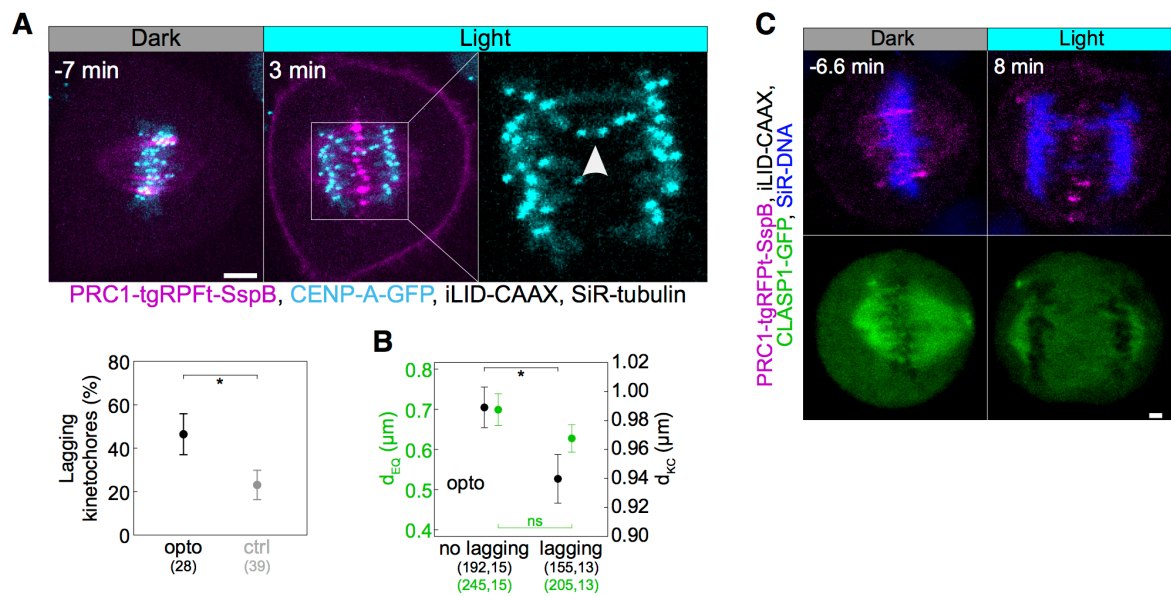 A
Dark
Light
-7 min
3 min
PRC1-tgRPFt-SspB, CENP-A-GFP, iLID-CAAX, SiR-tubulin
Lagging
kinetochores (%)
80
60
40
20
0
*
opto
ctrl
(28)
(39)
B
d_EQ (µm)
0.8
0.7
0.6
0.5
0.4
*
opto
ns
1.02
1.00
0.98
0.96
0.94
0.92
0.90
d_KC (µm)
no lagging
lagging
(192,15)
(155,13)
(245,15)
(205,13)
C
Dark
Light
-6.6 min
8 min
PRC1-tgRFPt-SspB, iLID-CAAX,
CLASP1-GFP, SiR-DNA